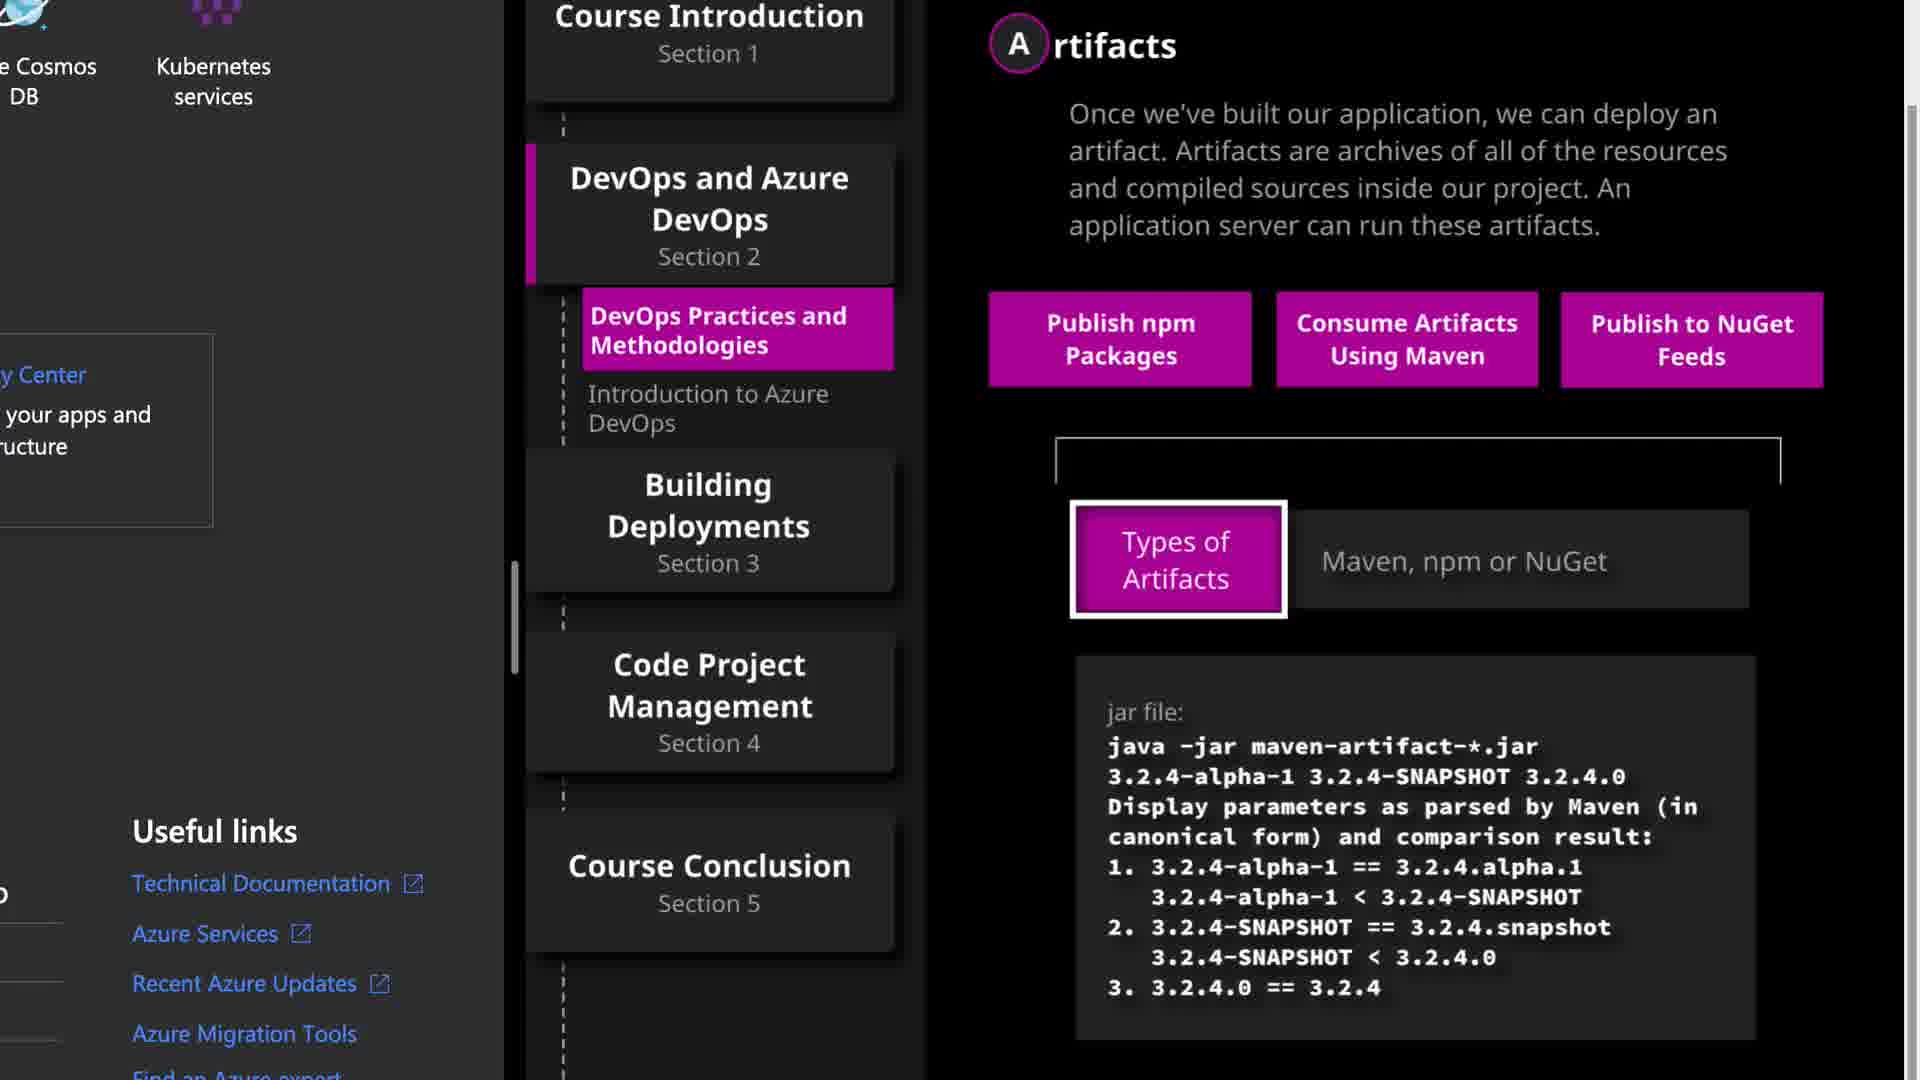 e Cosmos
DB
Kubernetes
services
y Center
your apps and
ructure
Useful links
Technical Documentation
Azure Services
Recent Azure Updates
Azure Migration Tools
Find an Azure expert
Course Introduction
Section 1
DevOps and Azure
DevOps
Section 2
DevOps Practices and
Methodologies
Introduction to Azure
DevOps
Building
Deployments
Section 3
Code Project
Management
Section 4
Course Conclusion
Section 5
Artifacts
Once we've built our application, we can deploy an
artifact. Artifacts are archives of all of the resources
and compiled sources inside our project. An
application server can run these artifacts.
Publish npm
Packages
Consume Artifacts
Using Maven
Publish to NuGet
Feeds
Types of
Artifacts
Maven, npm or NuGet
jar file:
java -jar maven-artifact-*.jar
3.2.4-alpha-1 3.2.4-SNAPSHOT 3.2.4.0
Display parameters as parsed by Maven (in
canonical form) and comparison result:
1. 3.2.4-alpha-1 == 3.2.4.alpha.1
3.2.4-alpha-1 < 3.2.4-SNAPSHOT
2. 3.2.4-SNAPSHOT == 3.2.4.snapshot
3.2.4-SNAPSHOT < 3.2.4.0
3. 3.2.4.0 == 3.2.4